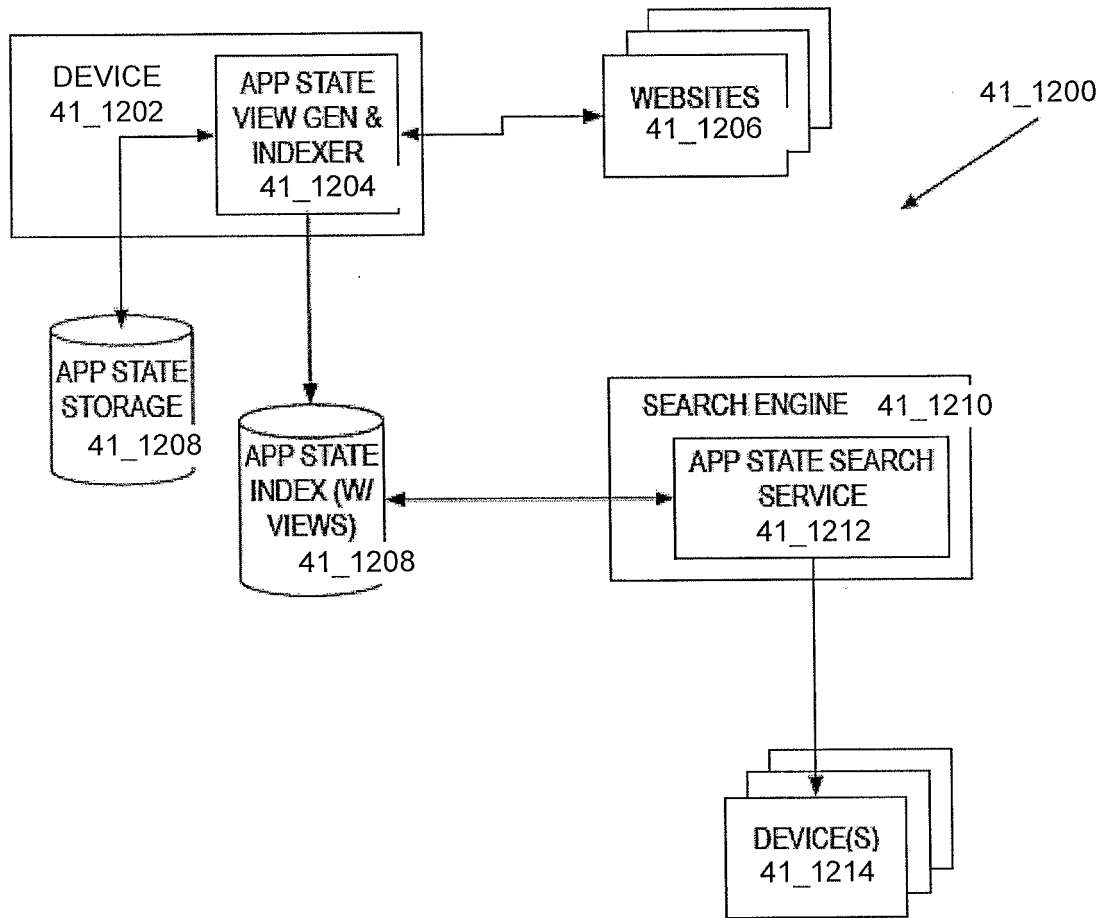 DEVICE
41_1202
APP STATE
VIEW GEN &
INDEXER
41_1204
WEBSITES
41_1206
41_1200
APP STATE
STORAGE
41_1208
APP STATE
INDEX (W/
VIEWS)
41_1208
SEARCH ENGINE 41_1210
APP STATE SEARCH
SERVICE
41_1212
DEVICE(S)
41_1214